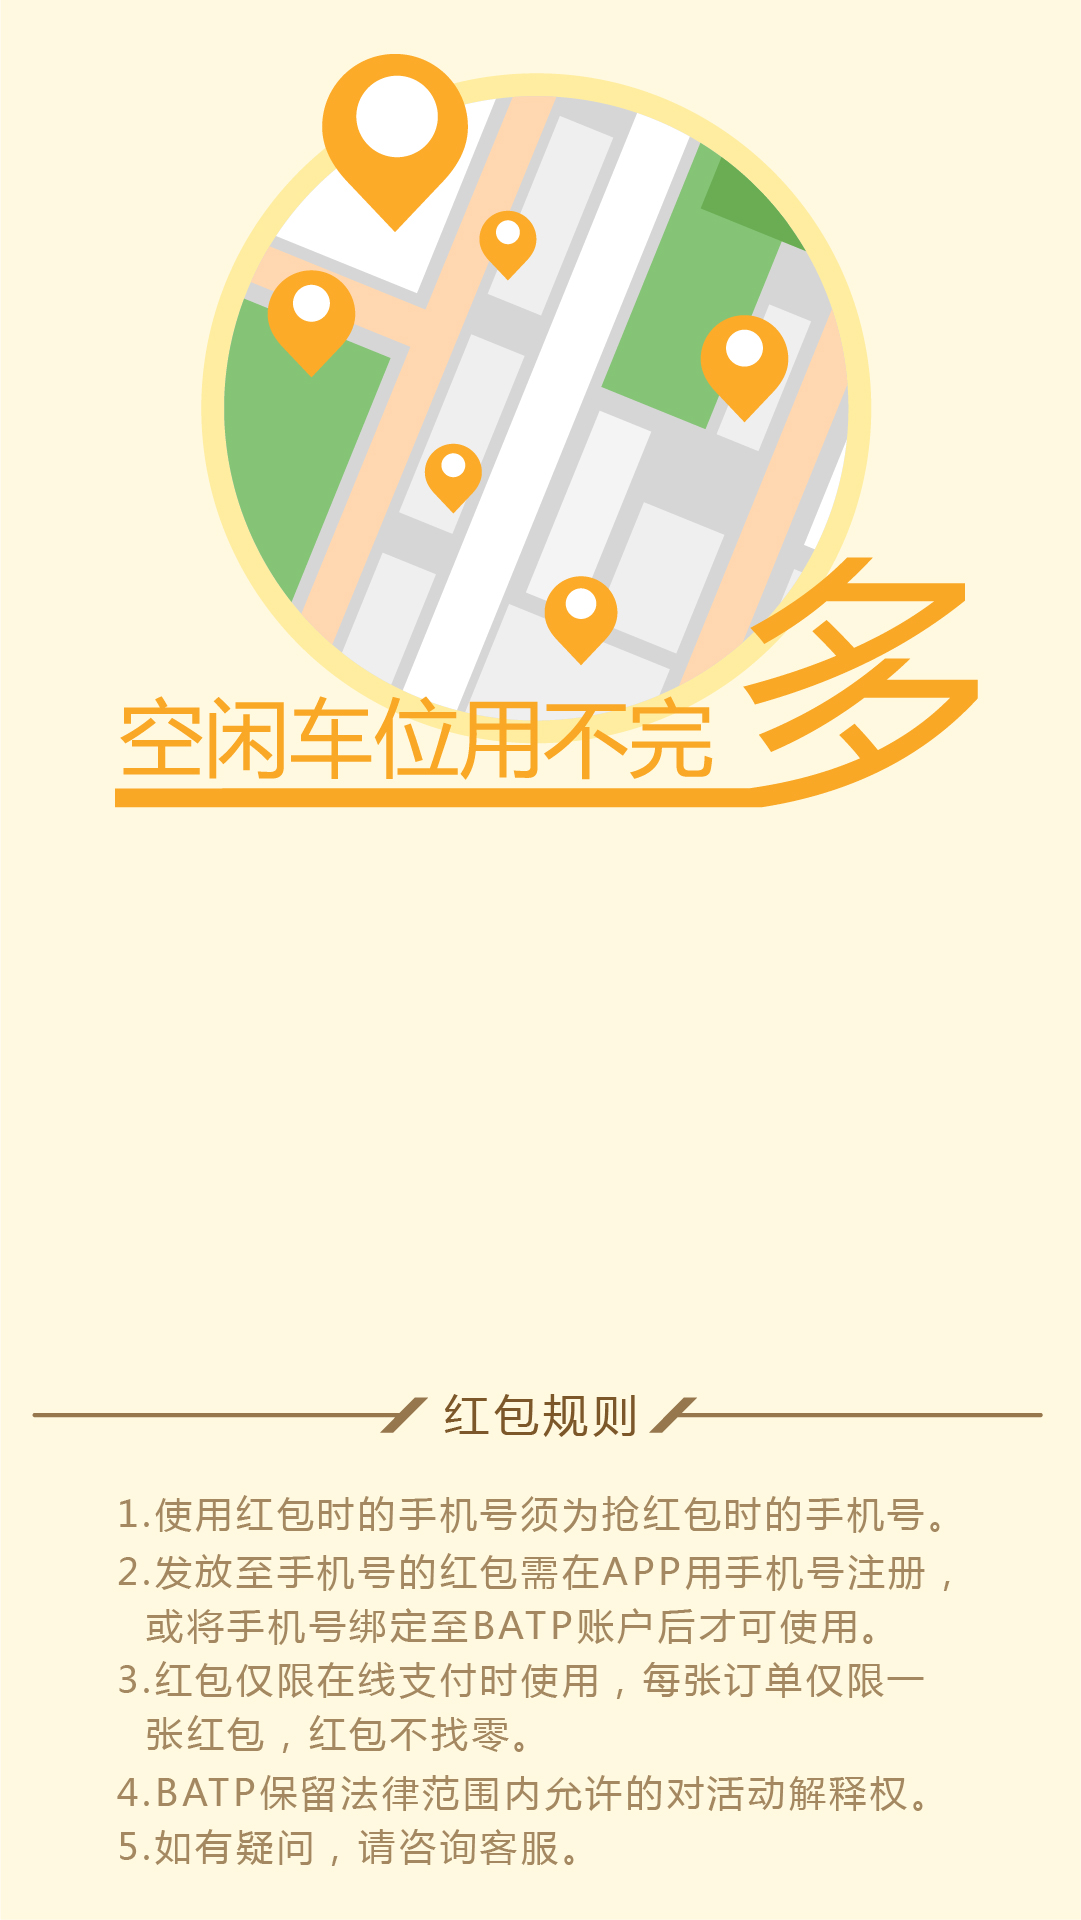 空闲车位用不完
多
红包规则
1.使用红包时的手机号须为抢红包时的手机号。
2.发放至手机号的红包需在APP用手机号注册，
或将手机号绑定至BATP账户后才可使用。
3.红包仅限在线支付时使用，每张订单仅限一
张红包，红包不找零。
4.BATP保留法律范围内允许的对活动解释权。
5.如有疑问，请咨询客服。